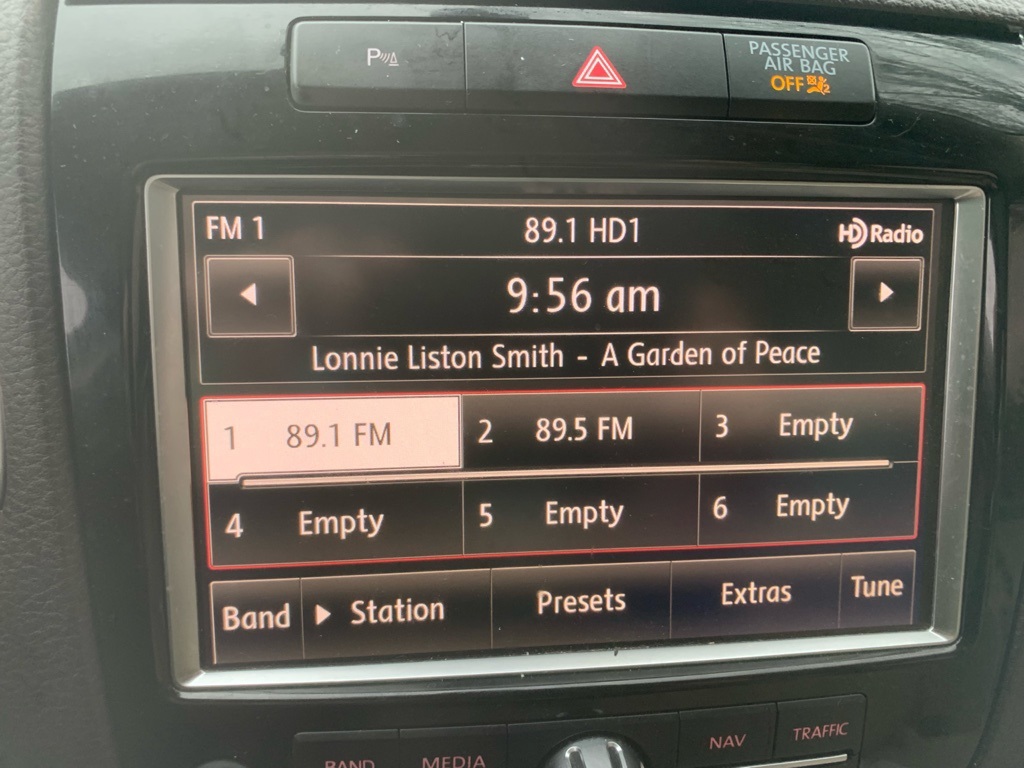 P
PASSENGER
AIR BAG
OFF 2
FM 1 89.1 HD1 HD Radio
9:56 am
Lonnie Liston Smith - A Garden of Peace
1 89.1 FM 2 89.5 FM 3 Empty
4 Empty 5 Empty 6 Empty
Band Station Presets Extras Tune
BAND MEDIA NAV TRAFFIC